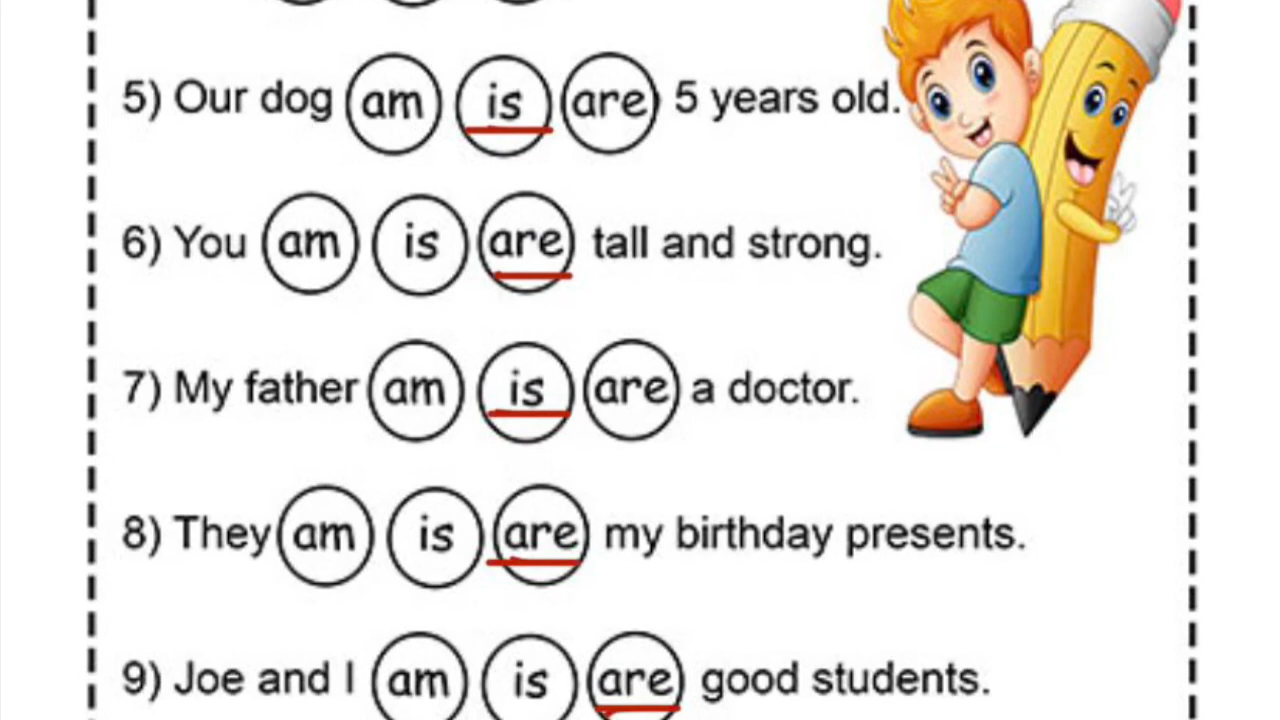 5) Our dog am is are 5 years old.
6) You am is are tall and strong.
7) My father am is are a doctor.
8) They am is are my birthday presents.
9) Joe and I am is are good students.